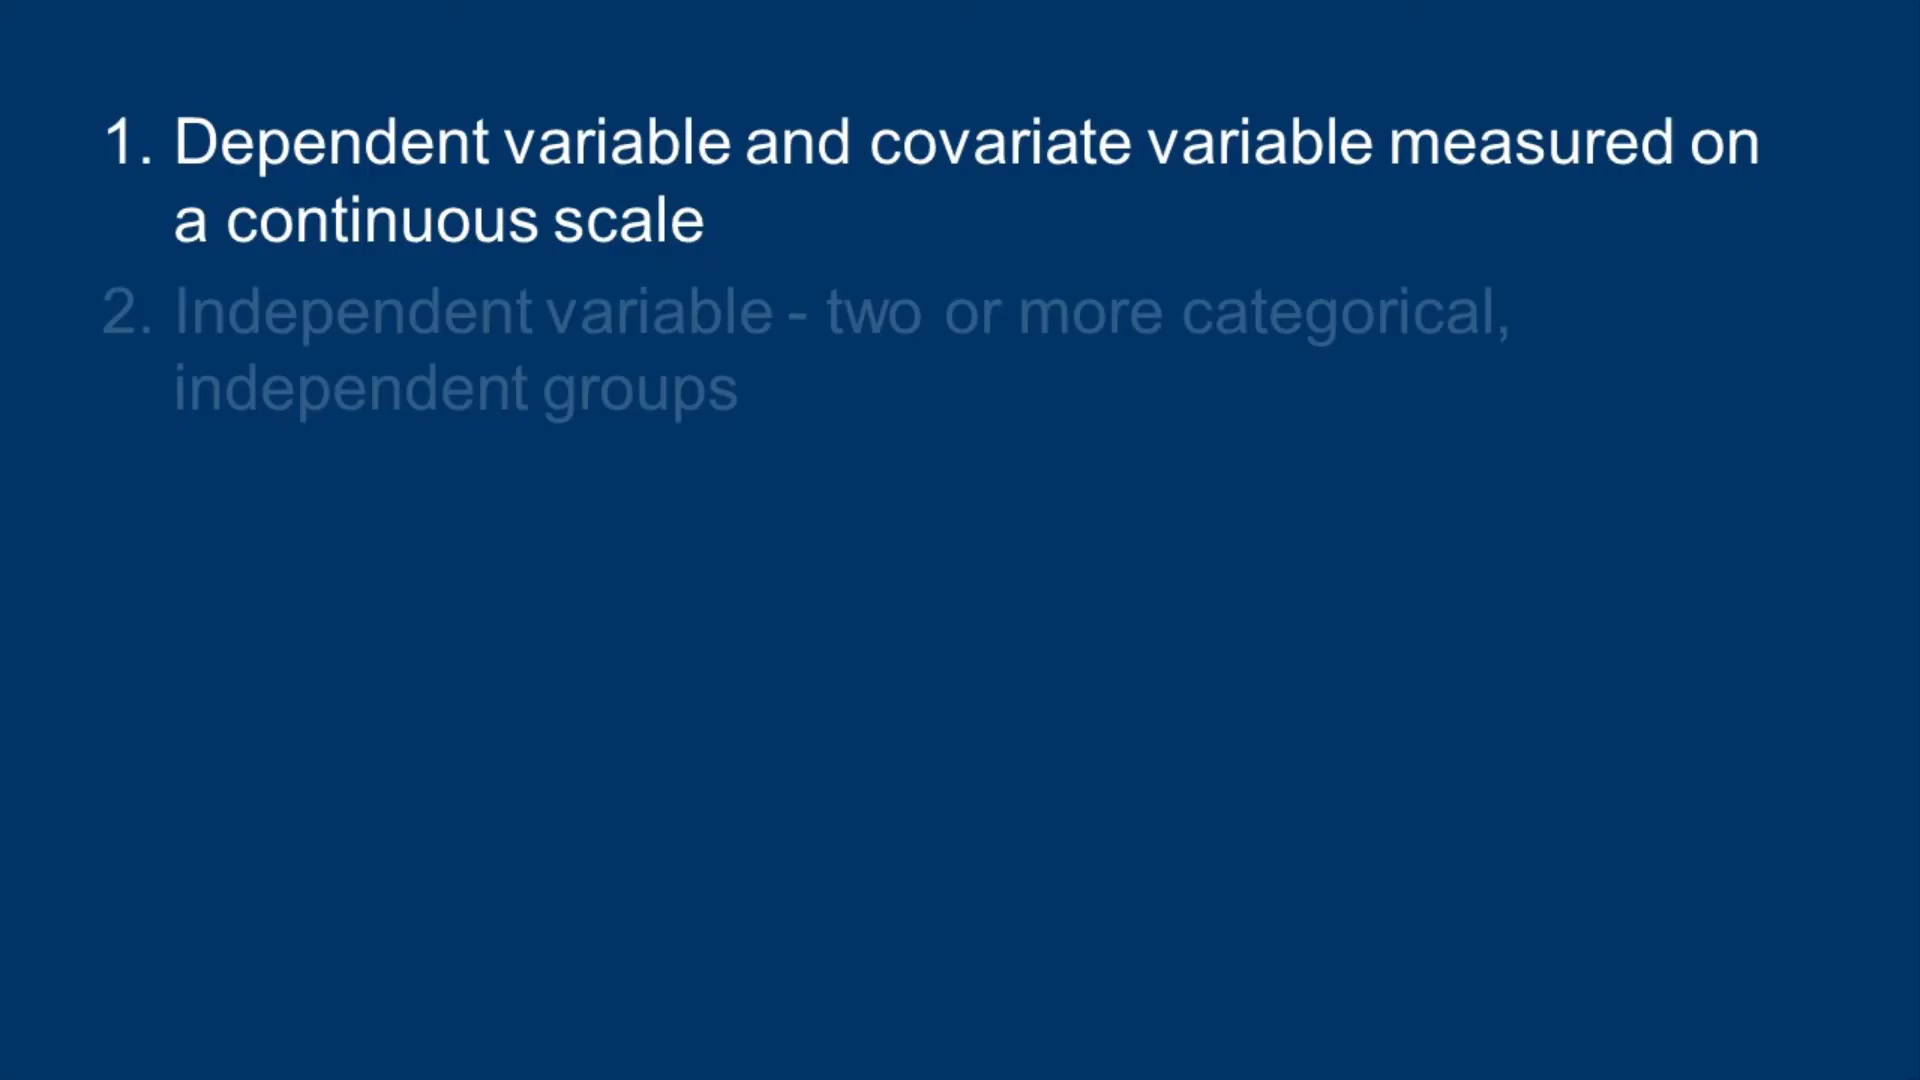 1. Dependent variable and covariate variable measured on
a continuous scale
2. Independent variable - two or more categorical,
independent groups